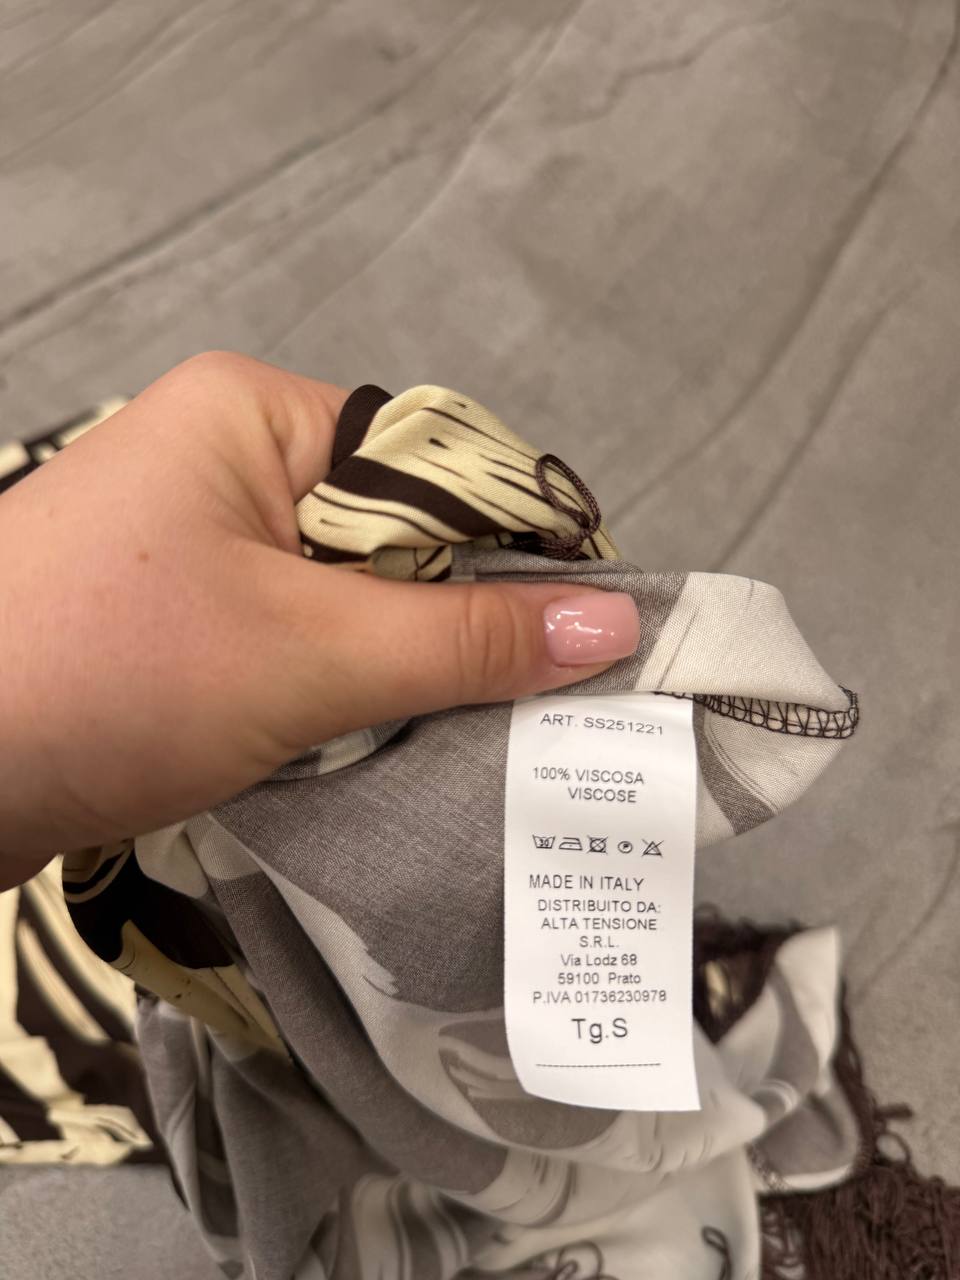 ART. SS251221
100% VISCOSA
VISCOSE
30 P
MADE IN ITALY
DISTRIBUITO DA:
ALTA TENSIONE
S.R.L.
Via Lodz 68
59100 Prato
P.IVA 01736230978
Tg.S